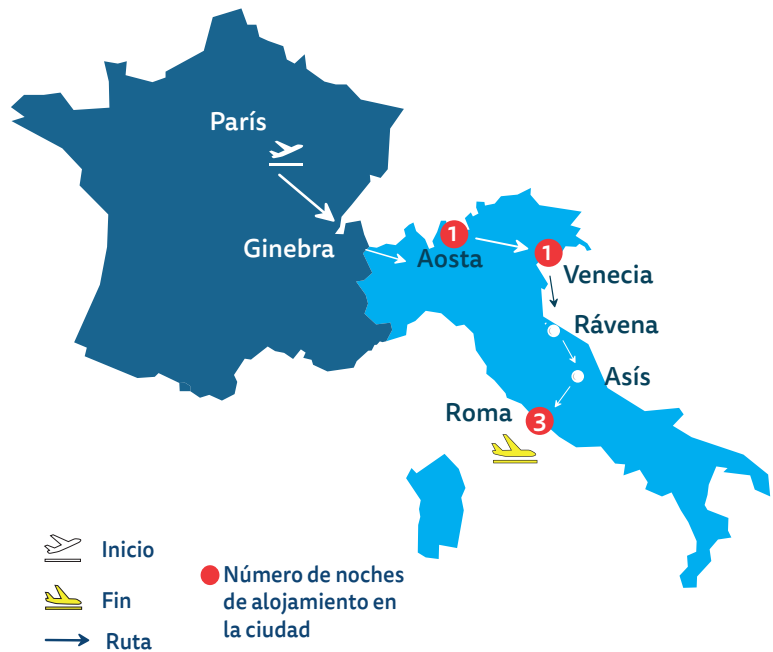 París
Ginebra
1
Aosta
1
Venecia
Rávena
Asís
Roma
3
Inicio
Fin
Ruta
Número de noches
de alojamiento en
la ciudad